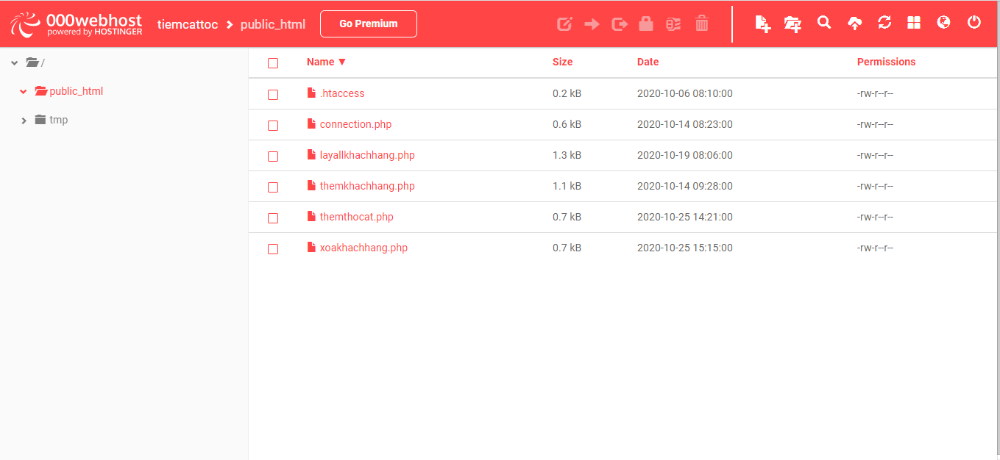 000webhost
powered by HOSTINGER
tiemcattoc public_html
Go Premium
/
public_html
tmp
Name Size Date Permissions
.htaccess 0.2 kB 2020-10-06 08:10:00 -rw-r--r--
connection.php 0.6 kB 2020-10-14 08:23:00 -rw-r--r--
layallkhachhang.php 1.3 kB 2020-10-19 08:06:00 -rw-r--r--
themkhachhang.php 1.1 kB 2020-10-14 09:28:00 -rw-r--r--
themthocat.php 0.7 kB 2020-10-25 14:21:00 -rw-r--r--
xoakhachhang.php 0.7 kB 2020-10-25 15:15:00 -rw-r--r--